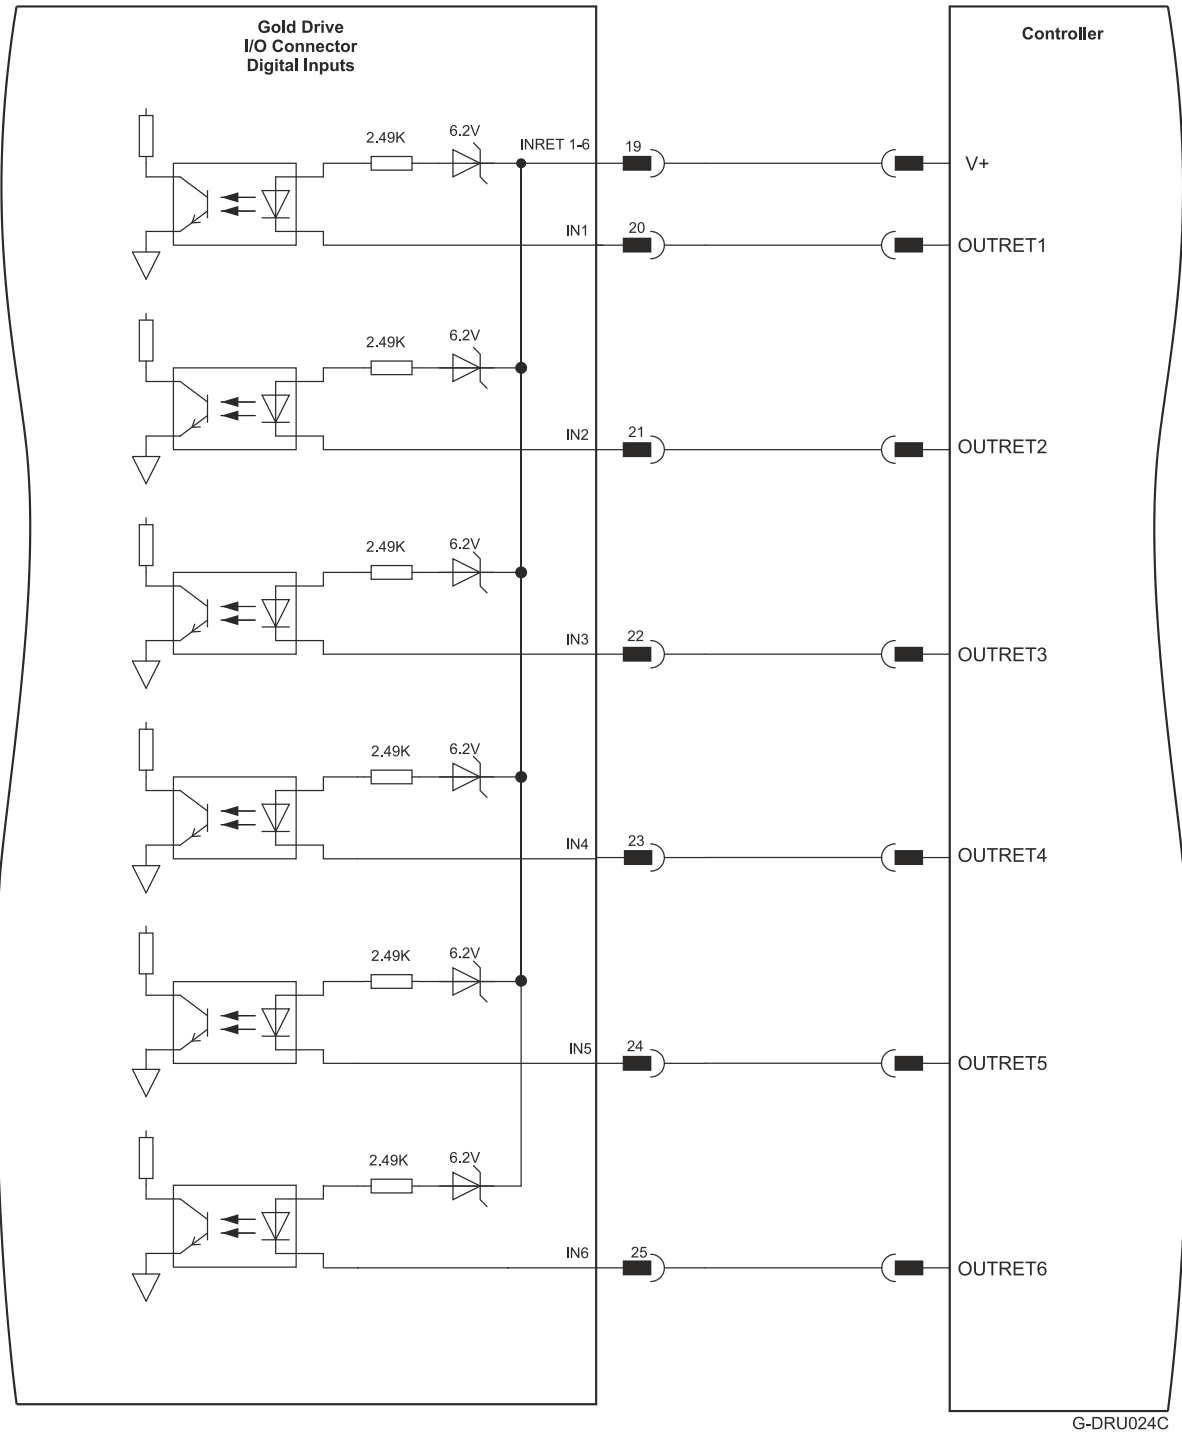 Gold Drive
I/O Connector
Digital Inputs
Controller
2.49K
6.2V
INRET 1-6
19
V+
IN1
20
OUTRET1
2.49K
6.2V
IN2
21
OUTRET2
2.49K
6.2V
IN3
22
OUTRET3
2.49K
6.2V
IN4
23
OUTRET4
2.49K
6.2V
IN5
24
OUTRET5
2.49K
6.2V
IN6
25
OUTRET6
G-DRU024C